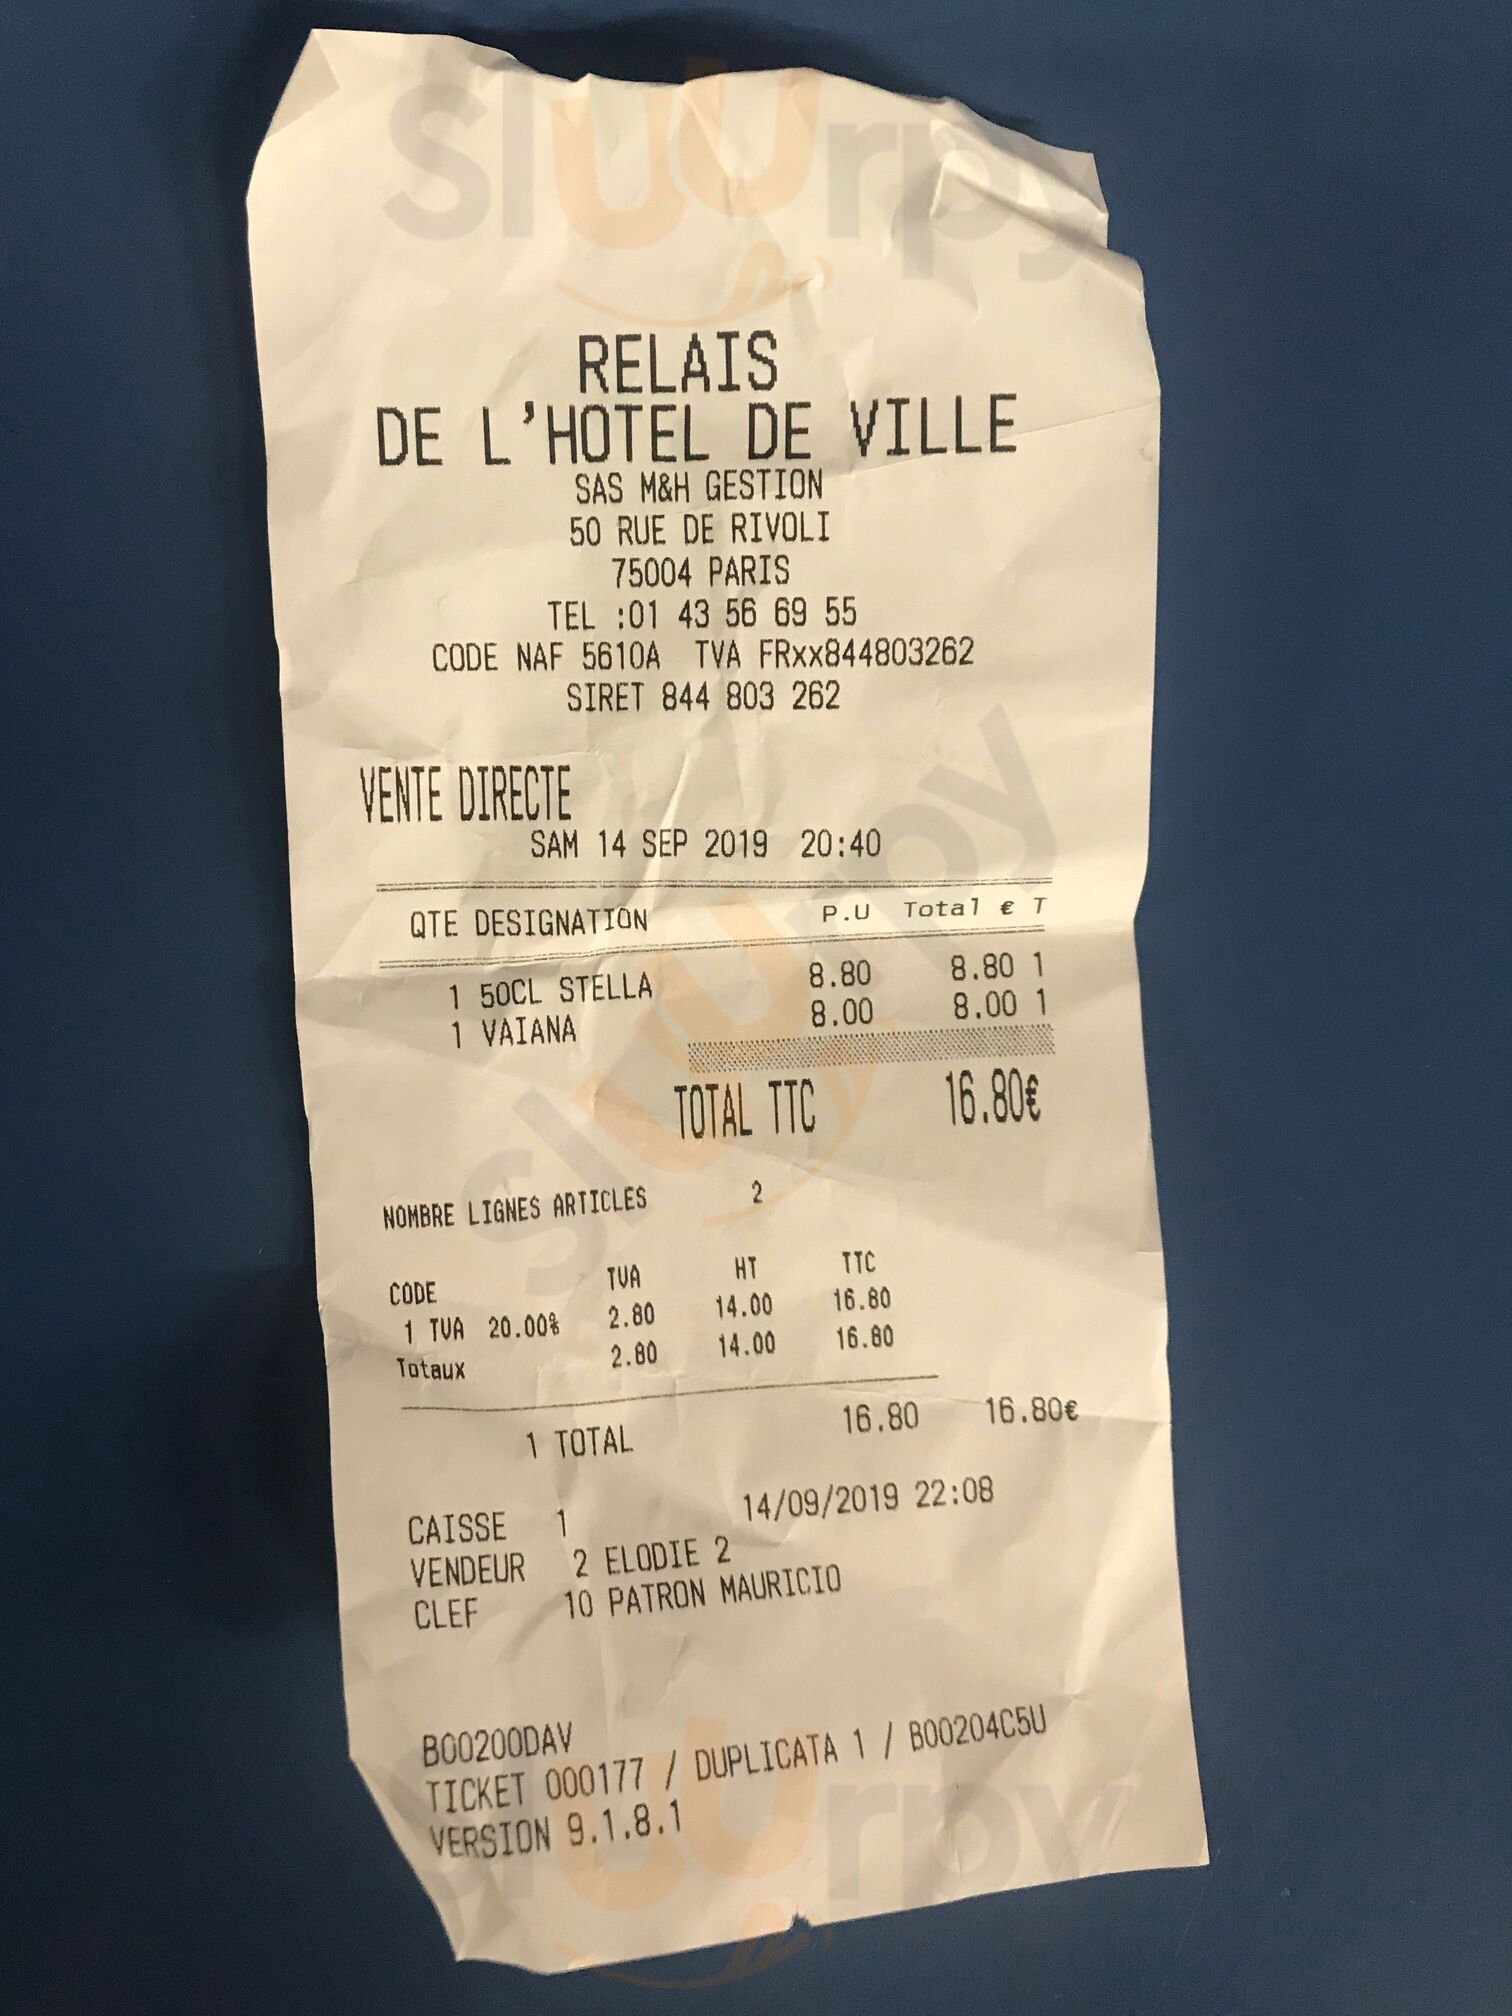 Sluurpy
RELAIS
DE L'HOTEL DE VILLE
SAS M&H GESTION
50 RUE DE RIVOLI
75004 PARIS
TEL :01 43 56 69 55
CODE NAF 5610A TVA FRxx844803262
SIRET 844 803 262
VENTE DIRECTE
SAM 14 SEP 2019 20:40
QTE DESIGNATION P.U Total € T
1 50CL STELLA 8.80 8.80 1
1 VAIANA 8.00 8.00 1
Sluurpy
TOTAL TTC 16.80€
NOMBRE LIGNES ARTICLES 2
CODE TVA HT TTC
1 TVA 20.00% 2.80 14.00 16.80
Totaux 2.80 14.00 16.80
1 TOTAL 16.80 16.80€
CAISSE 1 14/09/2019 22:08
VENDEUR 2 ELODIE 2
CLEF 10 PATRON MAURICIO
B00200DAV
TICKET 000177 / DUPLICATA 1 / B00204C5U
VERSION 9.1.8.1
Sluurpy